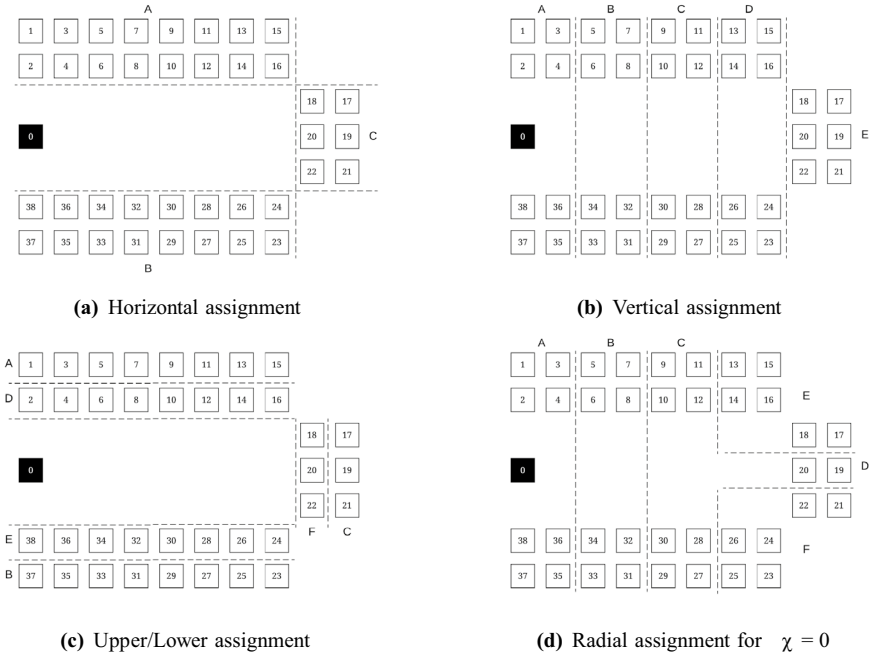 A
1 3 5 7 9 11 13 15
2 4 6 8 10 12 14 16
18 17
0 20 19 C
22 21
38 36 34 32 30 28 26 24
37 35 33 31 29 27 25 23
B
(a) Horizontal assignment
A B C D
1 3 5 7 9 11 13 15
2 4 6 8 10 12 14 16
18 17
0 20 19 E
22 21
38 36 34 32 30 28 26 24
37 35 33 31 29 27 25 23
(b) Vertical assignment
A 1 3 5 7 9 11 13 15
D 2 4 6 8 10 12 14 16
18 17
0 20 19
22 21
F C
E 38 36 34 32 30 28 26 24
B 37 35 33 31 29 27 25 23
(c) Upper/Lower assignment
A B C
1 3 5 7 9 11 13 15
2 4 6 8 10 12 14 16
E
18 17
0 20 19 D
22 21
38 36 34 32 30 28 26 24
F
37 35 33 31 29 27 25 23
(d) Radial assignment for χ = 0